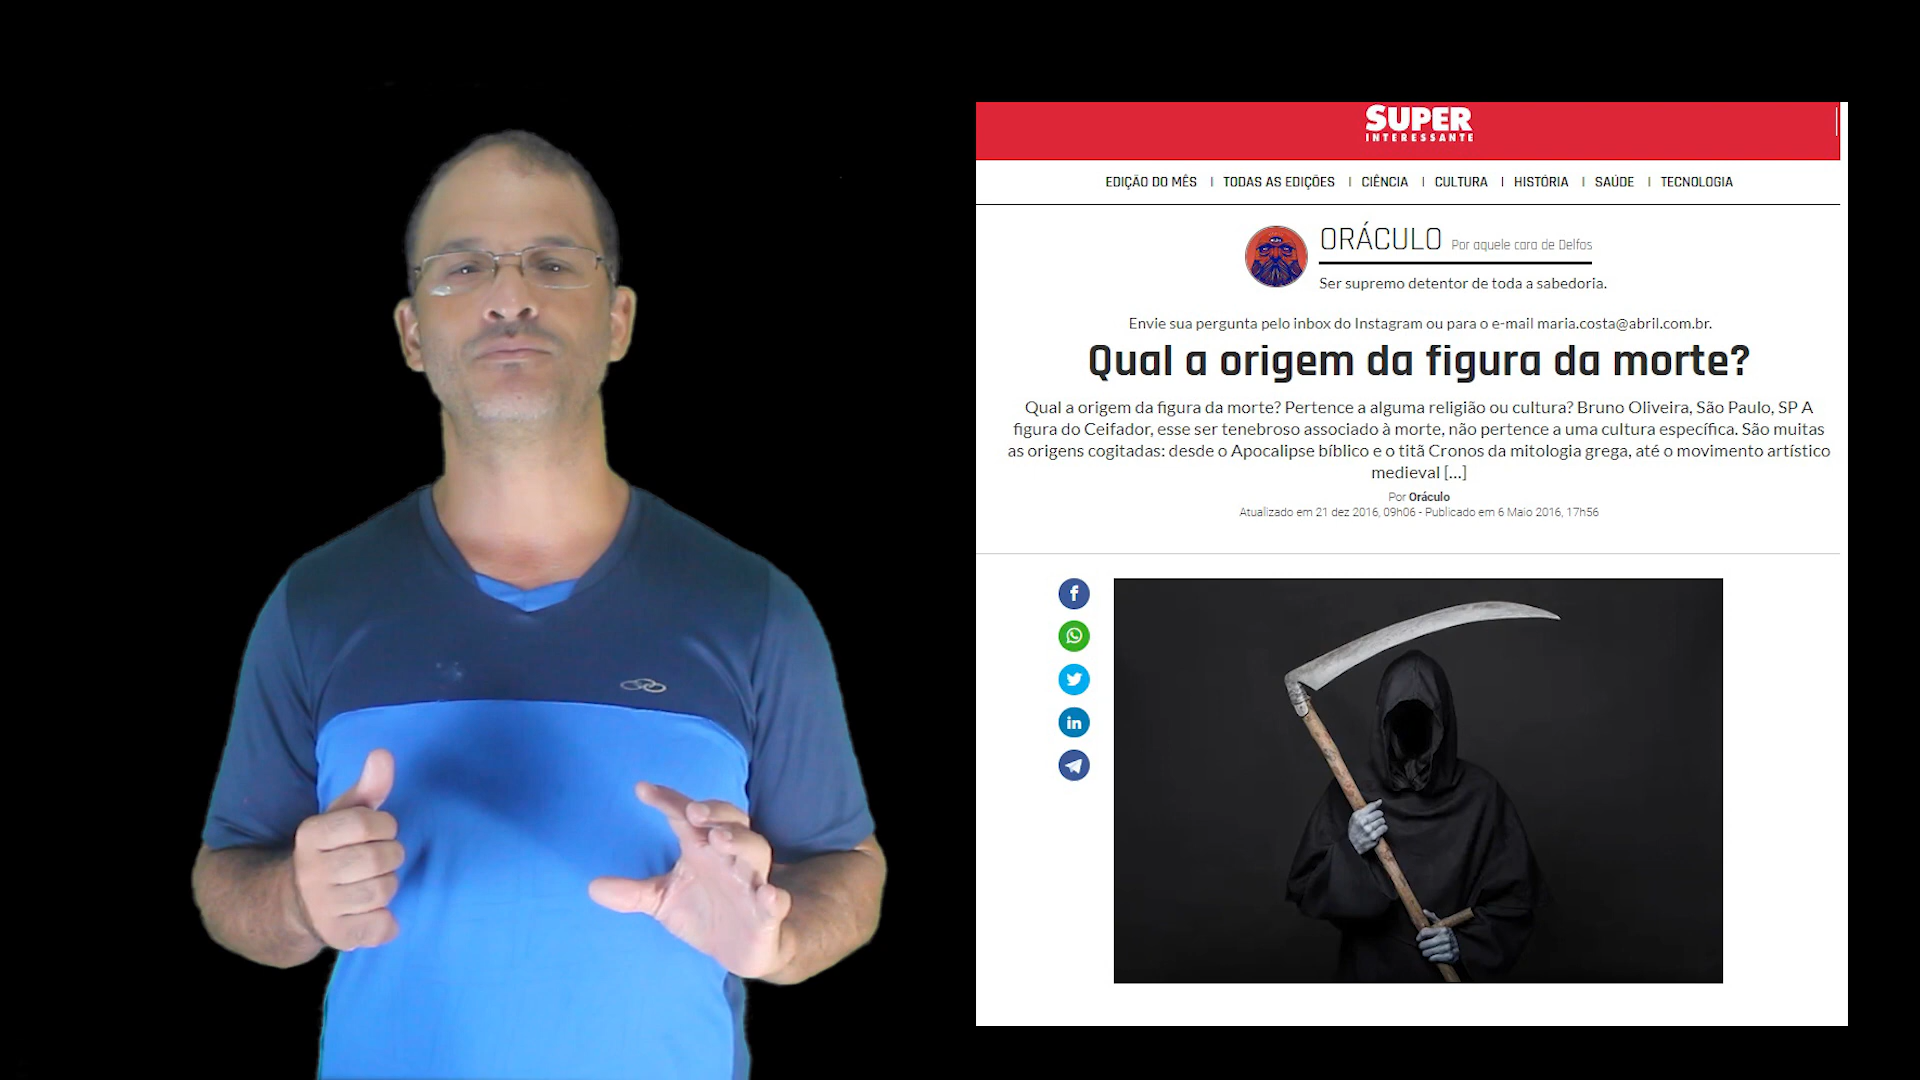 SUPER
INTERESSANTE
EDIÇÃO DO MÊS | TODAS AS EDIÇÕES | CIÊNCIA | CULTURA | HISTÓRIA | SAÚDE | TECNOLOGIA
ORÁCULO Por aquele cara de Delfos
Ser supremo detentor de toda a sabedoria.
Envie sua pergunta pelo inbox do Instagram ou para o e-mail maria.costa@abril.com.br.
Qual a origem da figura da morte?
Qual a origem da figura da morte? Pertence a alguma religião ou cultura? Bruno Oliveira, São Paulo, SP A
figura do Ceifador, esse ser tenebroso associado à morte, não pertence a uma cultura específica. São muitas
as origens cogitadas: desde o Apocalipse bíblico e o titã Cronos da mitologia grega, até o movimento artístico
medieval [...]
Por Oráculo
Atualizado em 21 dez 2016, 09h06 - Publicado em 6 Maio 2016, 17h56